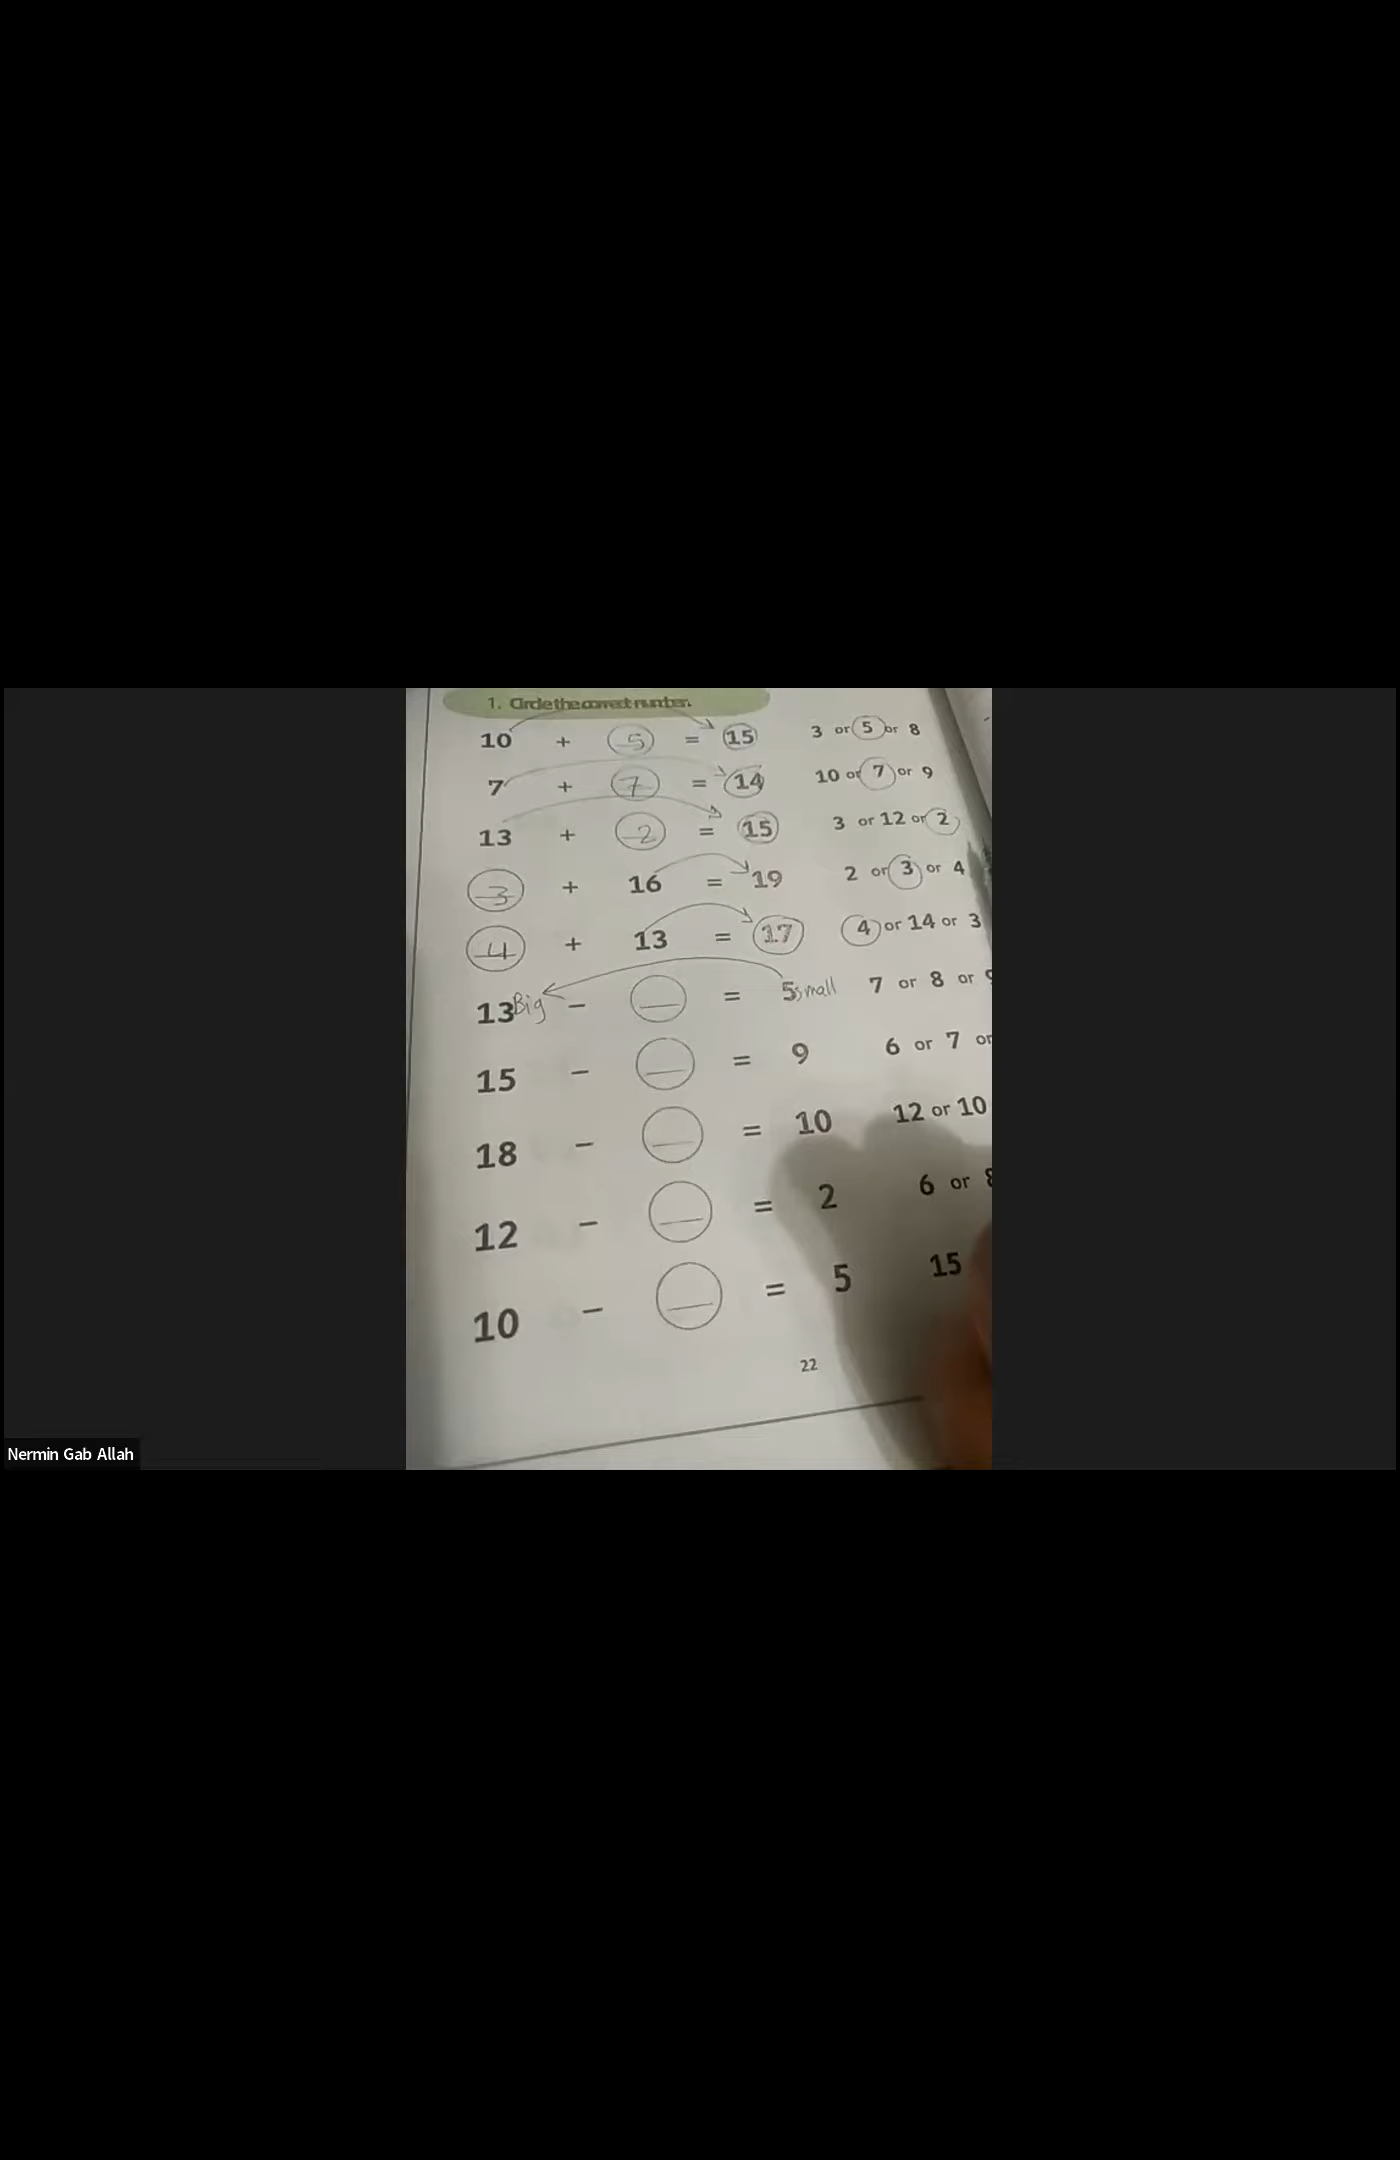 1. Circle the correct number.
10 + 5 = 15 3 or 5 or 8
7 + 7 = 14 10 or 7 or 9
13 + 2 = 15 3 or 12 or 2
3 + 16 = 19 2 or 3 or 4
4 + 13 = 17 4 or 14 or 3
13 Big - _ = 5 small 7 or 8 or
15 - _ = 9 6 or 7 or
18 - _ = 10 12 or 10
12 - _ = 2 6 or
10 - _ = 5 15
22
Nermin Gab Allah